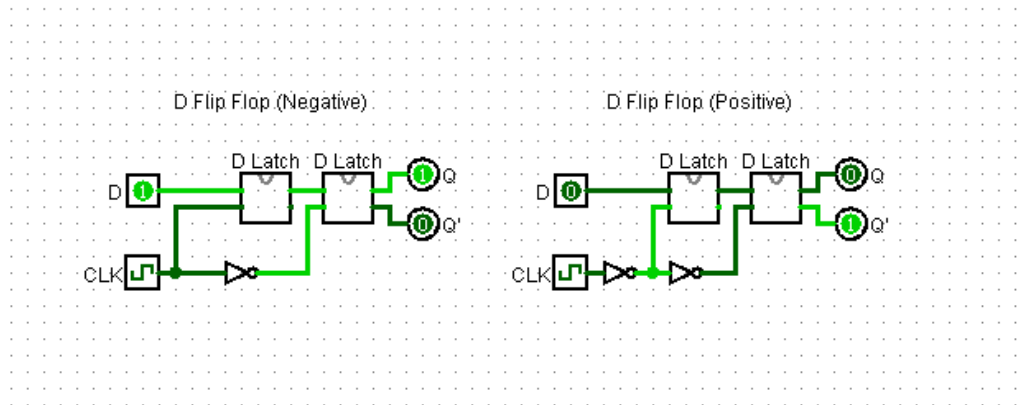 D Flip Flop (Negative)
D Flip Flop (Positive)
D Latch D Latch
D 1
1 Q
0 Q'
CLK
D Latch D Latch
D 0
0 Q
1 Q'
CLK